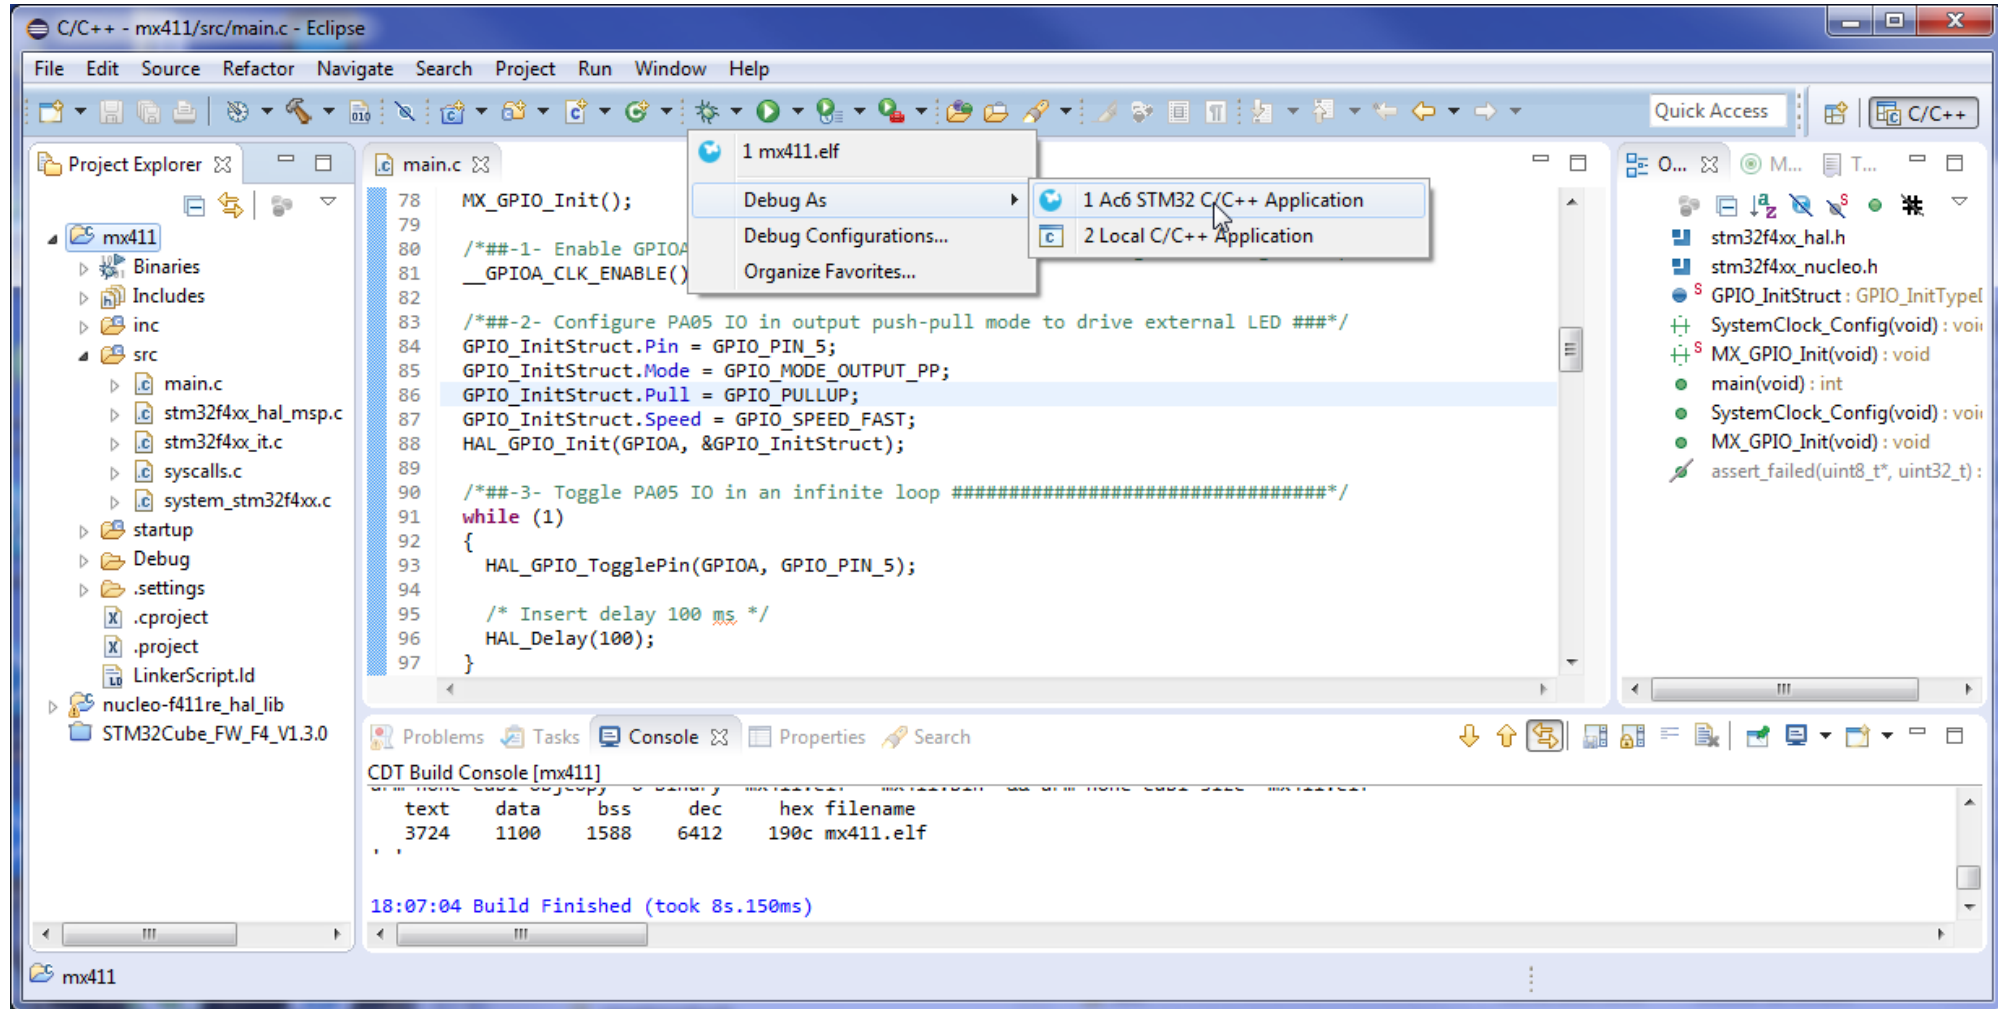 C/C++ - mx411/src/main.c - Eclipse
File Edit Source Refactor Navigate Search Project Run Window Help
Quick Access
C/C++
Project Explorer
mx411
Binaries
Includes
inc
src
main.c
stm32f4xx_hal_msp.c
stm32f4xx_it.c
syscalls.c
system_stm32f4xx.c
startup
Debug
.settings
.cproject
.project
LinkerScript.ld
nucleo-f411re_hal_lib
STM32Cube_FW_F4_V1.3.0
main.c
78 MX_GPIO_Init();
79
80 /*##-1- Enable GPIOA
81 __GPIOA_CLK_ENABLE()
82
83 /*##-2- Configure PA05 IO in output push-pull mode to drive external LED ###*/
84 GPIO_InitStruct.Pin = GPIO_PIN_5;
85 GPIO_InitStruct.Mode = GPIO_MODE_OUTPUT_PP;
86 GPIO_InitStruct.Pull = GPIO_PULLUP;
87 GPIO_InitStruct.Speed = GPIO_SPEED_FAST;
88 HAL_GPIO_Init(GPIOA, &GPIO_InitStruct);
89
90 /*##-3- Toggle PA05 IO in an infinite loop #################################*/
91 while (1)
92 {
93 HAL_GPIO_TogglePin(GPIOA, GPIO_PIN_5);
94
95 /* Insert delay 100 ms */
96 HAL_Delay(100);
97 }
1 mx411.elf
Debug As
Debug Configurations...
Organize Favorites...
1 Ac6 STM32 C/C++ Application
2 Local C/C++ Application
O... M... T...
stm32f4xx_hal.h
stm32f4xx_nucleo.h
GPIO_InitStruct : GPIO_InitType
SystemClock_Config(void) : voi
MX_GPIO_Init(void) : void
main(void) : int
SystemClock_Config(void) : voi
MX_GPIO_Init(void) : void
assert_failed(uint8_t*, uint32_t) :
Problems Tasks Console Properties Search
CDT Build Console [mx411]
text data bss dec hex filename
3724 1100 1588 6412 190c mx411.elf
' '
18:07:04 Build Finished (took 8s.150ms)
mx411